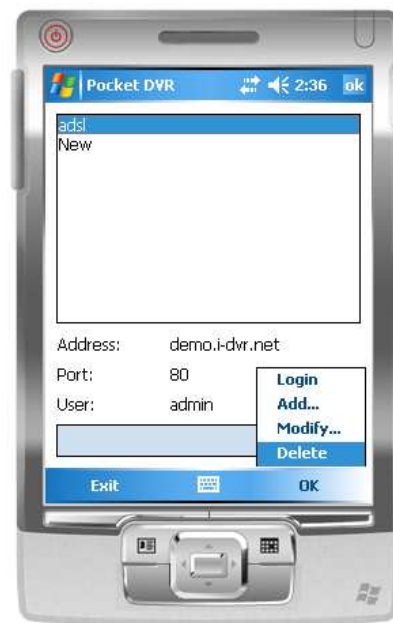 Pocket DVR 2:36 ok
adsl
New
Address: demo.i-dvr.net
Port: 80
User: admin
Login
Add...
Modify...
Delete
Exit OK